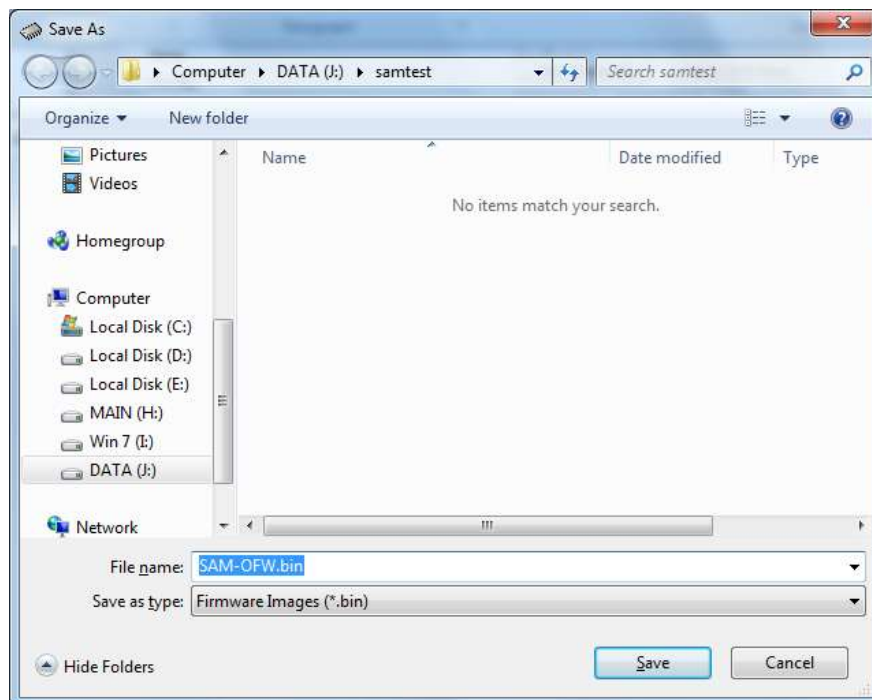 Save As
Computer DATA (J:) samtest Search samtest
Organize New folder
Name Date modified Type
No items match your search.
Pictures
Videos
Homegroup
Computer
Local Disk (C:)
Local Disk (D:)
Local Disk (E:)
MAIN (H:)
Win 7 (I:)
DATA (J:)
Network
File name: SAM-OFW.bin
Save as type: Firmware Images (*.bin)
Hide Folders Save Cancel